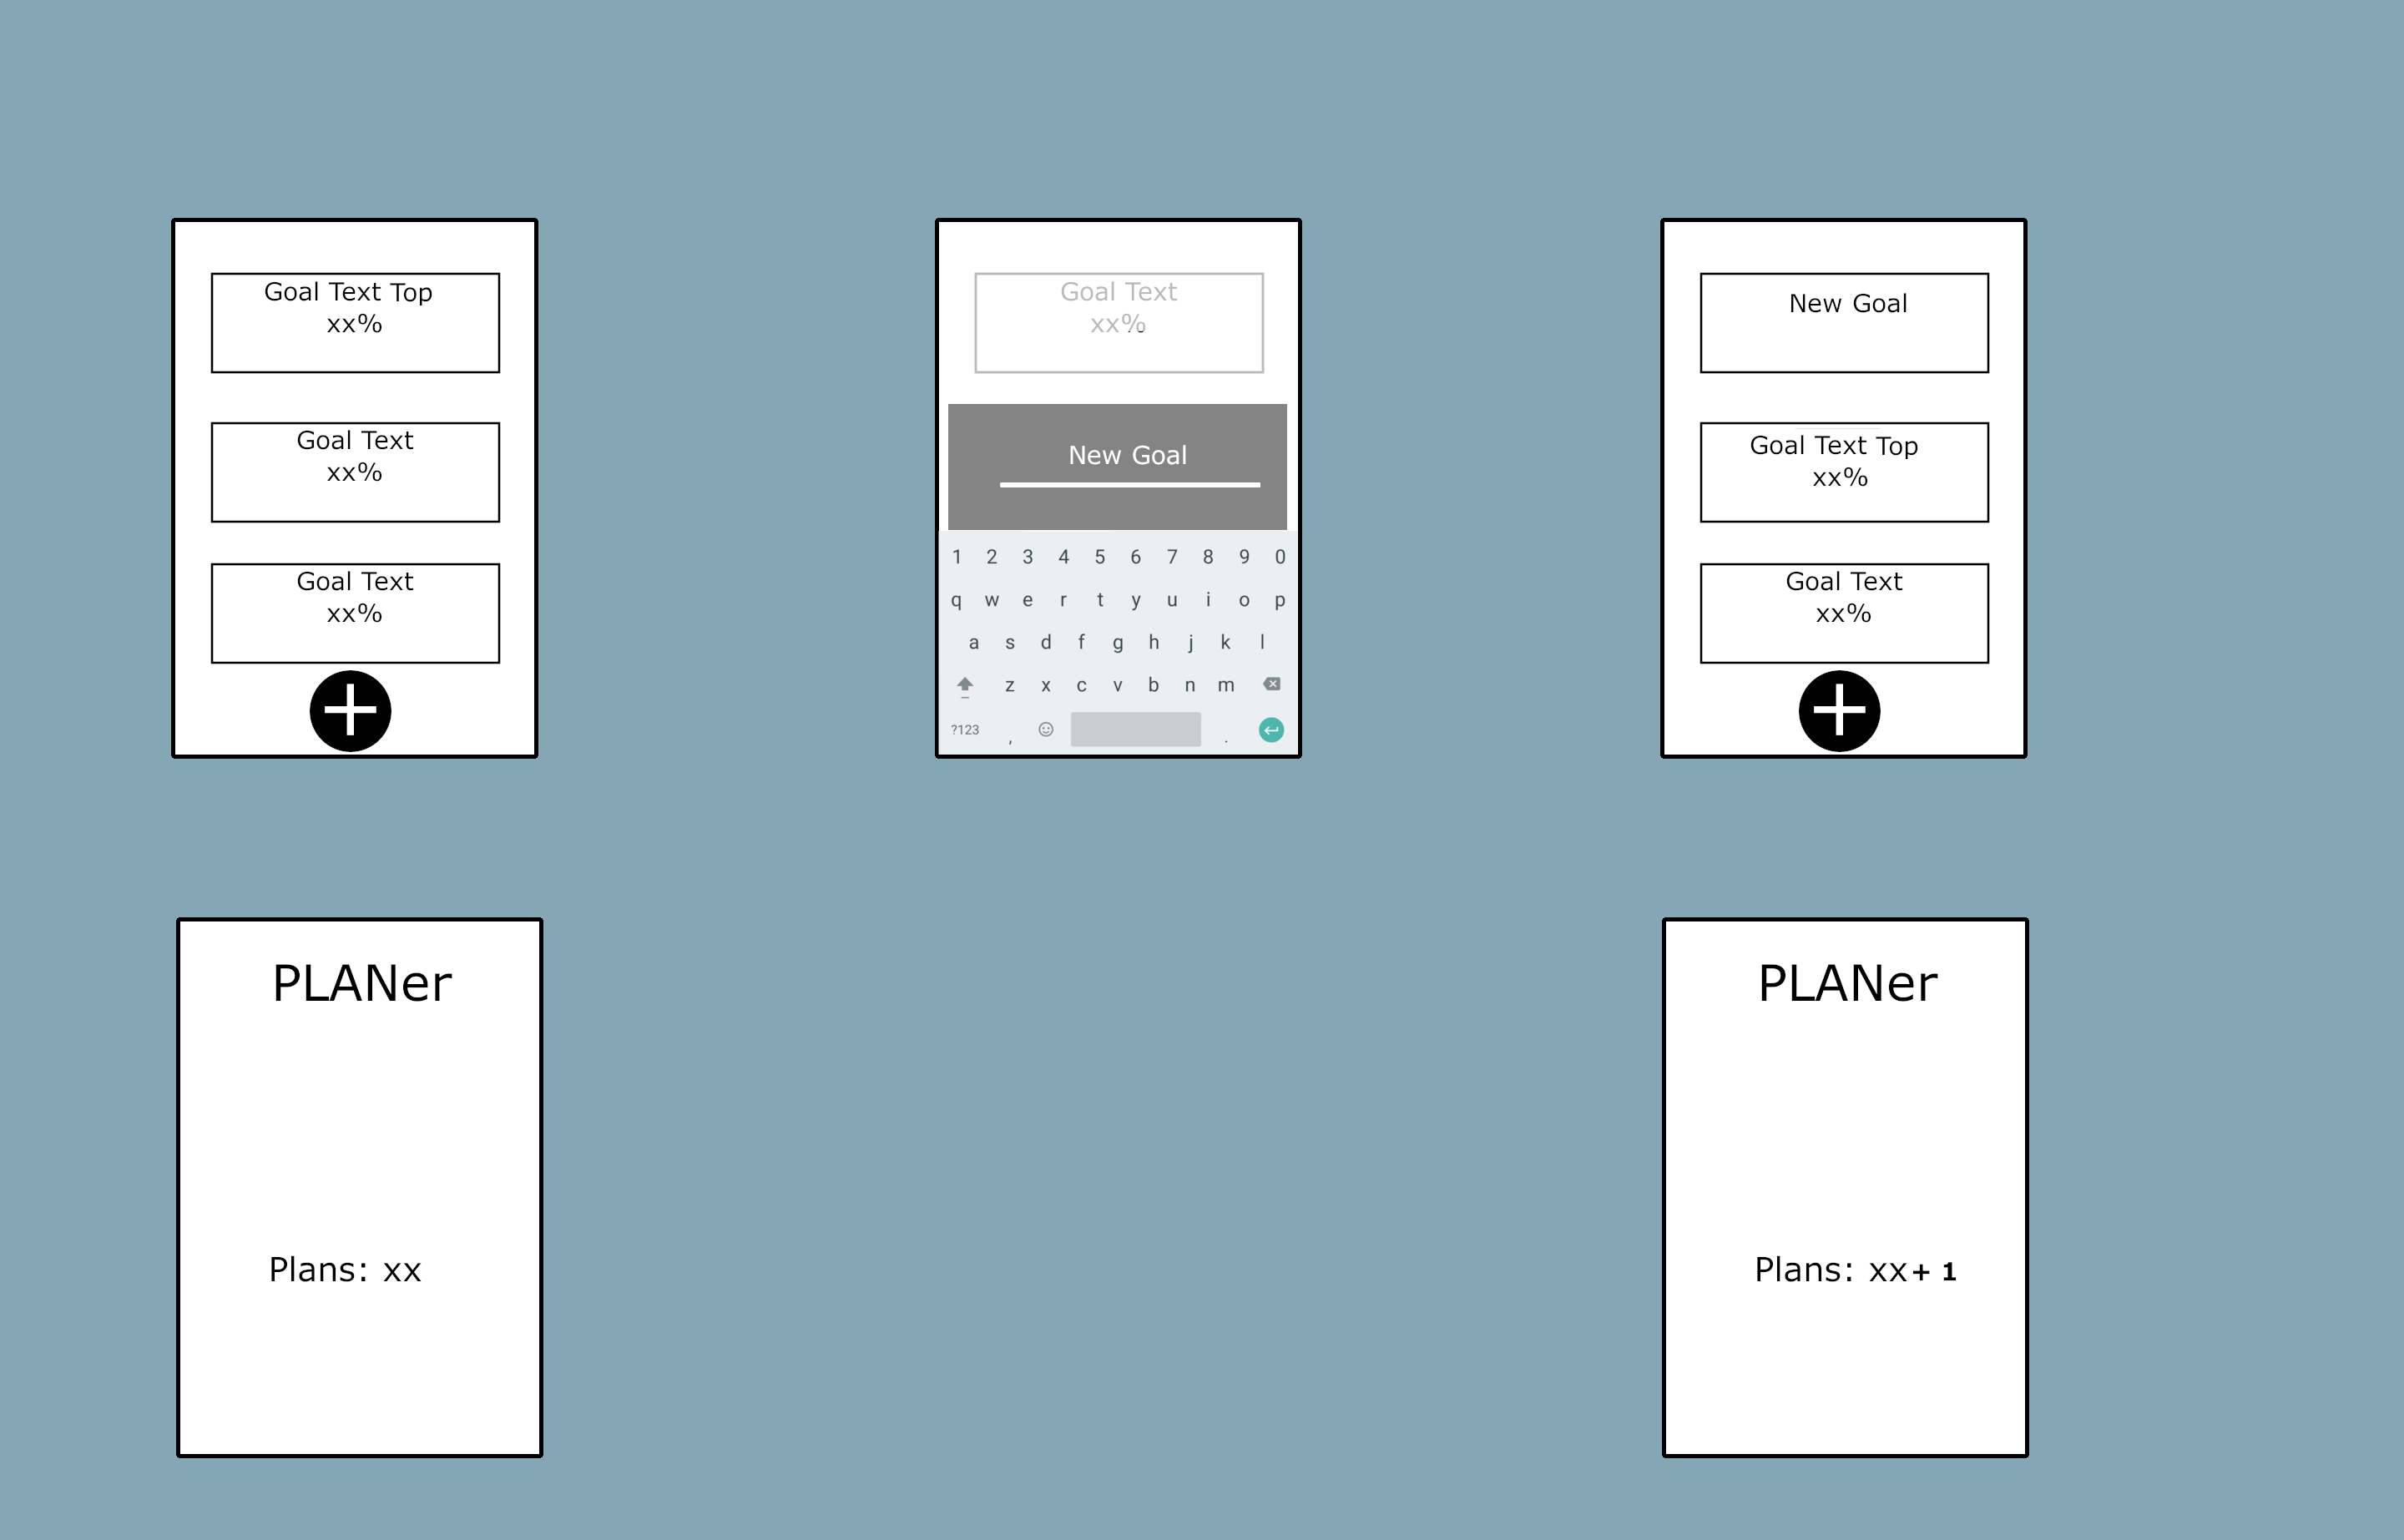 Goal Text Top
xx%
Goal Text
xx%
Goal Text
xx%
Goal Text
xx%
New Goal
1 2 3 4 5 6 7 8 9 0
q w e r t y u i o p
a s d f g h j k l
z x c v b n m
?123 , .
New Goal
Goal Text Top
xx%
Goal Text
xx%
PLANer
Plans: xx
PLANer
Plans: xx+ 1